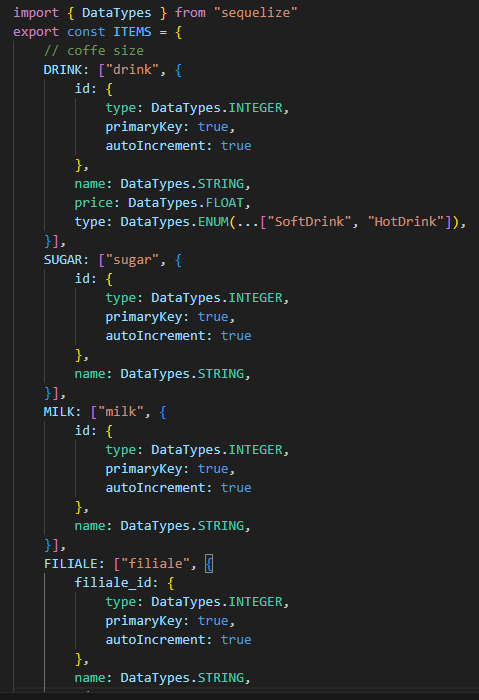 import { DataTypes } from "sequelize"
export const ITEMS = {
    // coffe size
    DRINK: ["drink", {
        id: {
            type: DataTypes.INTEGER,
            primaryKey: true,
            autoIncrement: true
        },
        name: DataTypes.STRING,
        price: DataTypes.FLOAT,
        type: DataTypes.ENUM(...["SoftDrink", "HotDrink"]),
    }],
    SUGAR: ["sugar", {
        id: {
            type: DataTypes.INTEGER,
            primaryKey: true,
            autoIncrement: true
        },
        name: DataTypes.STRING,
    }],
    MILK: ["milk", {
        id: {
            type: DataTypes.INTEGER,
            primaryKey: true,
            autoIncrement: true
        },
        name: DataTypes.STRING,
    }],
    FILIALE: ["filiale", {
        filiale_id: {
            type: DataTypes.INTEGER,
            primaryKey: true,
            autoIncrement: true
        },
        name: DataTypes.STRING,